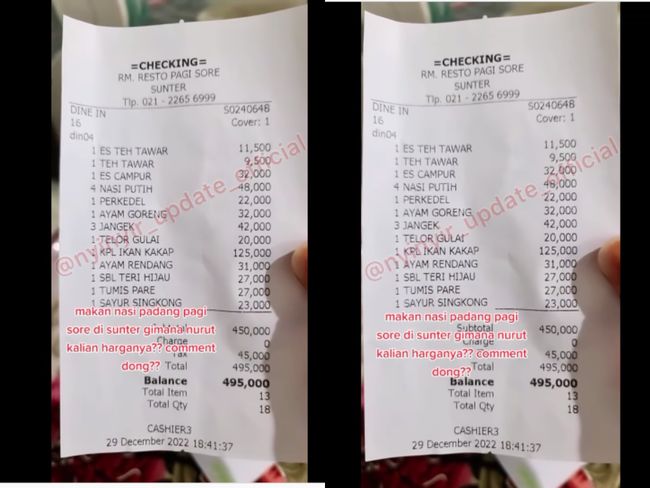 =CHECKING=
RM. RESTO PAGI SORE
SUNTER
Tlp. 021 - 2265 6999
DINE IN S0240648
16 Cover: 1
din04
1 ES TEH TAWAR 11,500
1 TEH TAWAR 9,500
1 ES CAMPUR 32,000
4 NASI PUTIH 48,000
1 PERKEDEL 22,000
1 AYAM GORENG 32,000
3 JANGEK 42,000
1 TELOR GULAI 20,000
1 KPL IKAN KAKAP 125,000
1 AYAM RENDANG 31,000
1 SBL TERI HIJAU 27,000
1 TUMIS PARE 27,000
1 SAYUR SINGKONG 23,000
makan nasi padang pagi
sore di sunter gimana nurut
kalian harganya?? comment
dong??
450,000
Charge 0
Tax 45,000
Total 495,000
Balance 495,000
Total Item 13
Total Qty 18
CASHIER3
29 December 2022 18:41:37
=CHECKING=
RM. RESTO PAGI SORE
SUNTER
Tlp. 021 - 2265 6999
DINE IN S0240648
16 Cover: 1
din04
1 ES TEH TAWAR 11,500
1 TEH TAWAR 9,500
1 ES CAMPUR 32,000
4 NASI PUTIH 48,000
1 PERKEDEL 22,000
1 AYAM GORENG 32,000
3 JANGEK 42,000
1 TELOR GULAI 20,000
1 KPL IKAN KAKAP 125,000
1 AYAM RENDANG 31,000
1 SBL TERI HIJAU 27,000
1 TUMIS PARE 27,000
1 SAYUR SINGKONG 23,000
makan nasi padang pagi
sore di sunter gimana nurut
kalian harganya?? comment
dong??
Subtotal 450,000
Charge 0
45,000
Total 495,000
Balance 495,000
Total Item 13
Total Qty 18
CASHIER3
29 December 2022 18:41:37